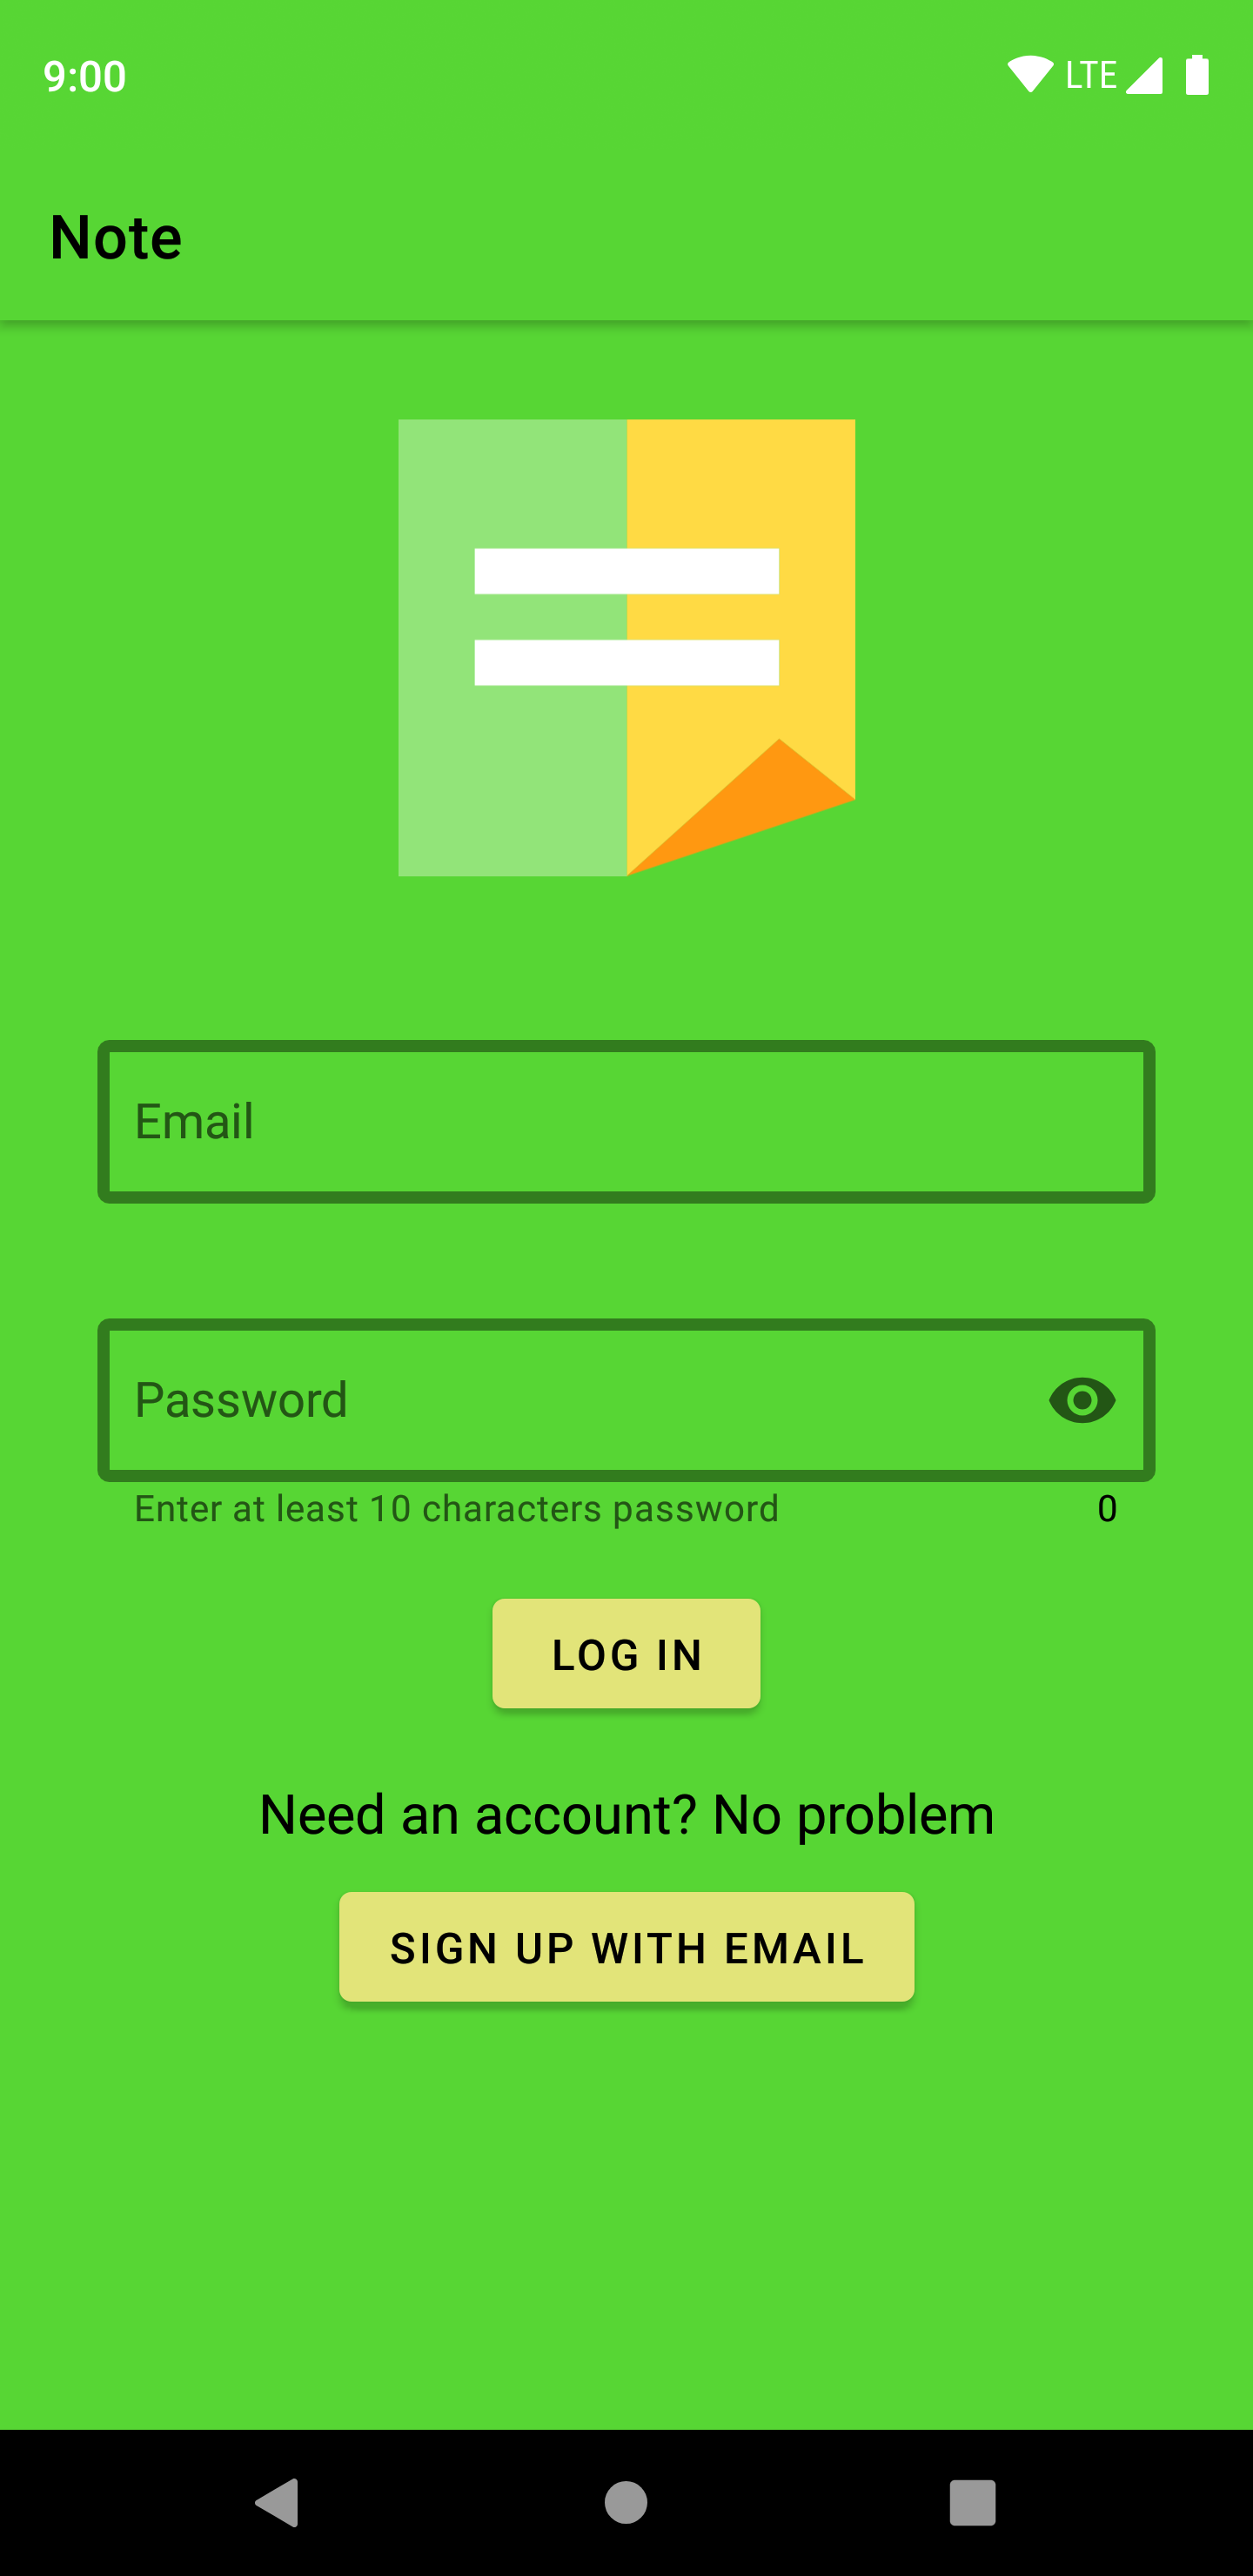 9:00 LTE
Note
Email
Password
Enter at least 10 characters password 0
LOG IN
Need an account? No problem
SIGN UP WITH EMAIL